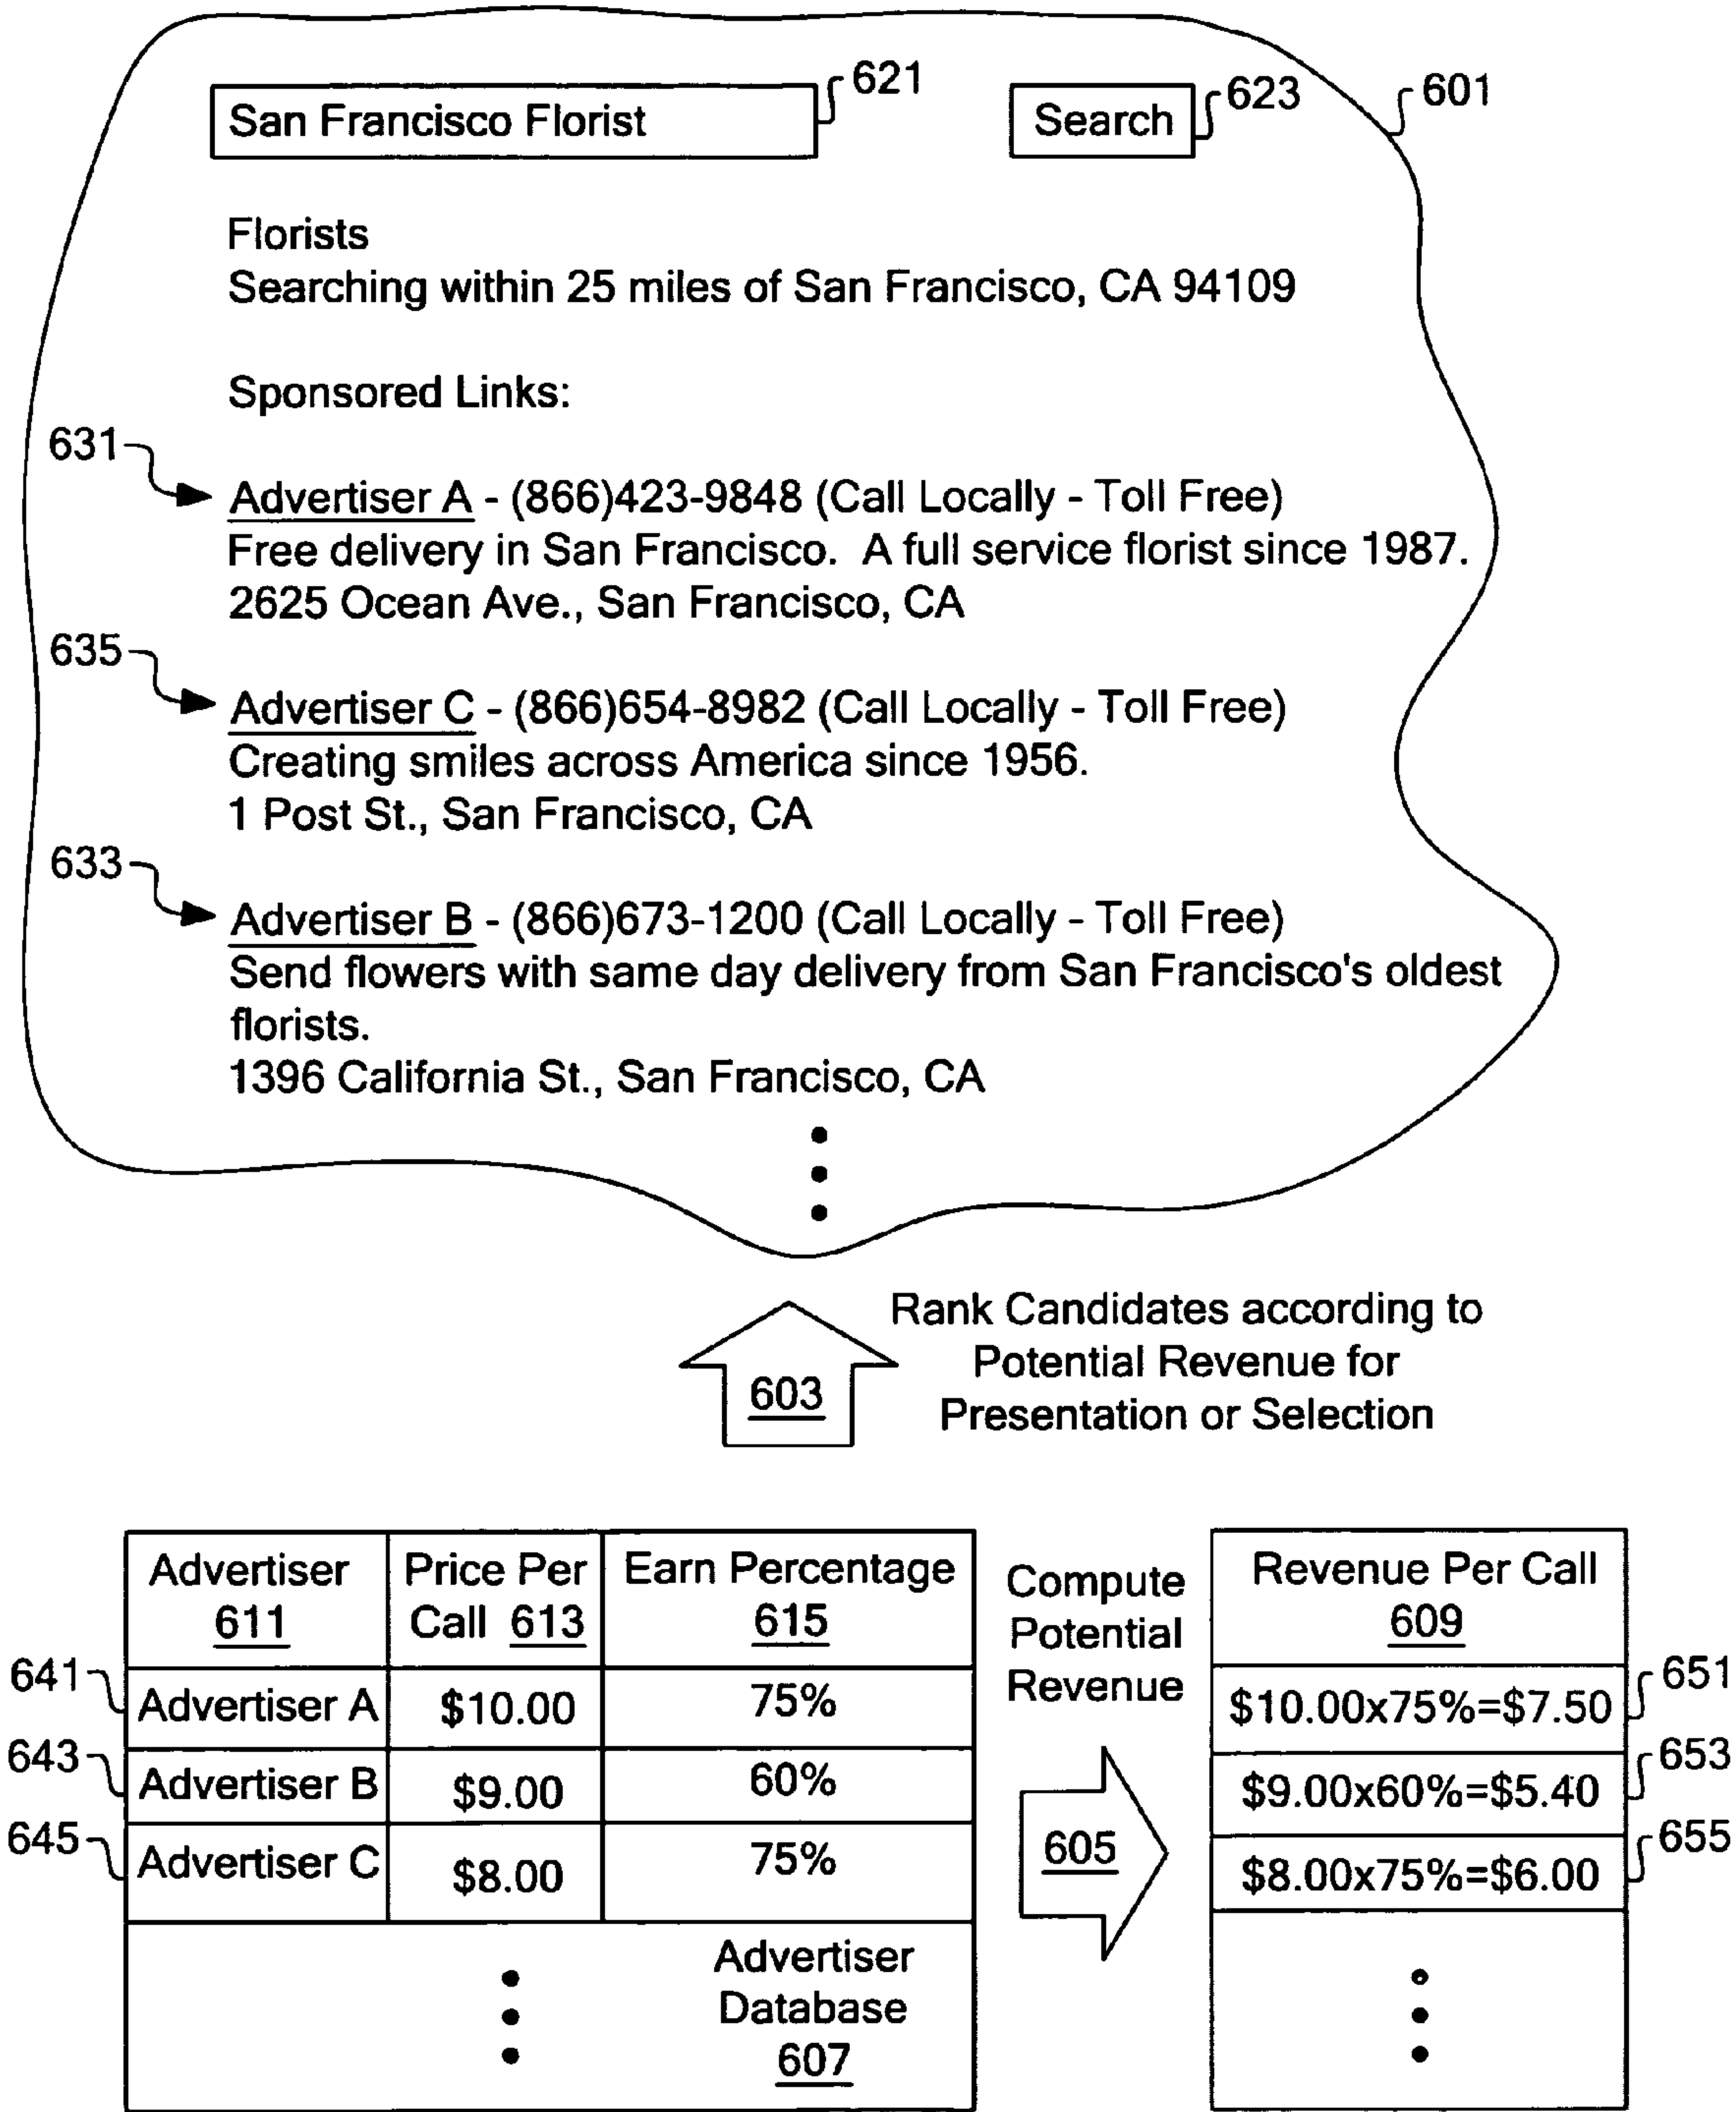 San Francisco Florist
621
Search
623
601
Florists
Searching within 25 miles of San Francisco, CA 94109
Sponsored Links:
631
Advertiser A - (866)423-9848 (Call Locally - Toll Free)
Free delivery in San Francisco. A full service florist since 1987.
2625 Ocean Ave., San Francisco, CA
635
Advertiser C - (866)654-8982 (Call Locally - Toll Free)
Creating smiles across America since 1956.
1 Post St., San Francisco, CA
633
Advertiser B - (866)673-1200 (Call Locally - Toll Free)
Send flowers with same day delivery from San Francisco's oldest
florists.
1396 California St., San Francisco, CA
603
Rank Candidates according to
Potential Revenue for
Presentation or Selection
Advertiser
611
Price Per
Call 613
Earn Percentage
615
641
Advertiser A
$10.00
75%
643
Advertiser B
$9.00
60%
645
Advertiser C
$8.00
75%
Advertiser
Database
607
Compute
Potential
Revenue
605
Revenue Per Call
609
$10.00x75%=$7.50
651
$9.00x60%=$5.40
653
$8.00x75%=$6.00
655